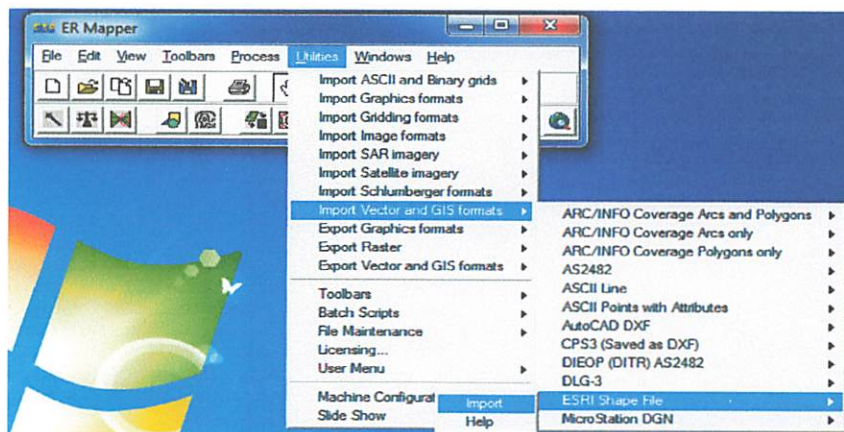 ER Mapper
File Edit View Toolbars Process Utilities Windows Help
Import ASCII and Binary grids
Import Graphics formats
Import Gridding formats
Import Image formats
Import SAR imagery
Import Satellite imagery
Import Schlumberger formats
Import Vector and GIS formats
Export Graphics formats
Export Raster
Export Vector and GIS formats
Toolbars
Batch Scripts
File Maintenance
Licensing...
User Menu
Machine Configurat
Slide Show
ARC/INFO Coverage Arcs and Polygons
ARC/INFO Coverage Arcs only
ARC/INFO Coverage Polygons only
AS2482
ASCII Line
ASCII Points with Attributes
AutoCAD DXF
CPS3 (Saved as DXF)
DIEOP (DITR) AS2482
DLG-3
ESRI Shape File
MicroStation DGN
Import
Help